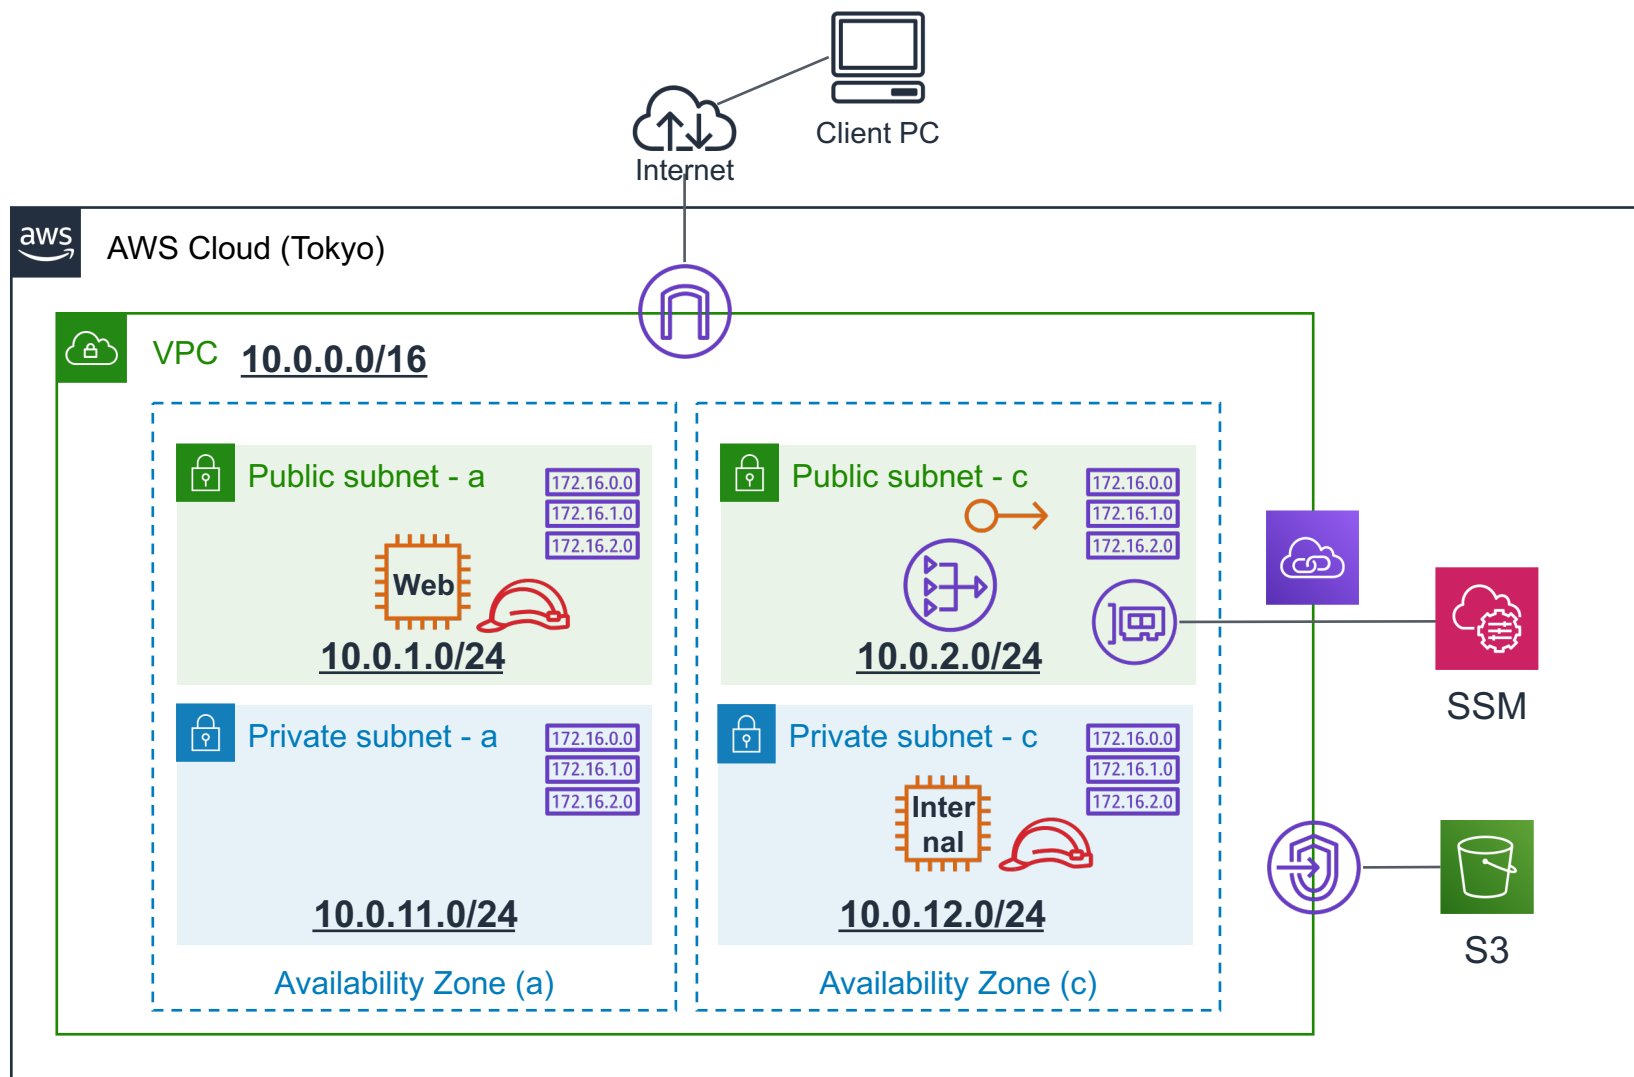 Client PC
Internet
aws
AWS Cloud (Tokyo)
VPC 10.0.0.0/16
Public subnet - a
172.16.0.0
172.16.1.0
172.16.2.0
Web
10.0.1.0/24
Public subnet - c
172.16.0.0
172.16.1.0
172.16.2.0
10.0.2.0/24
SSM
Private subnet - a
172.16.0.0
172.16.1.0
172.16.2.0
10.0.11.0/24
Private subnet - c
172.16.0.0
172.16.1.0
172.16.2.0
Inter
nal
10.0.12.0/24
S3
Availability Zone (a)
Availability Zone (c)